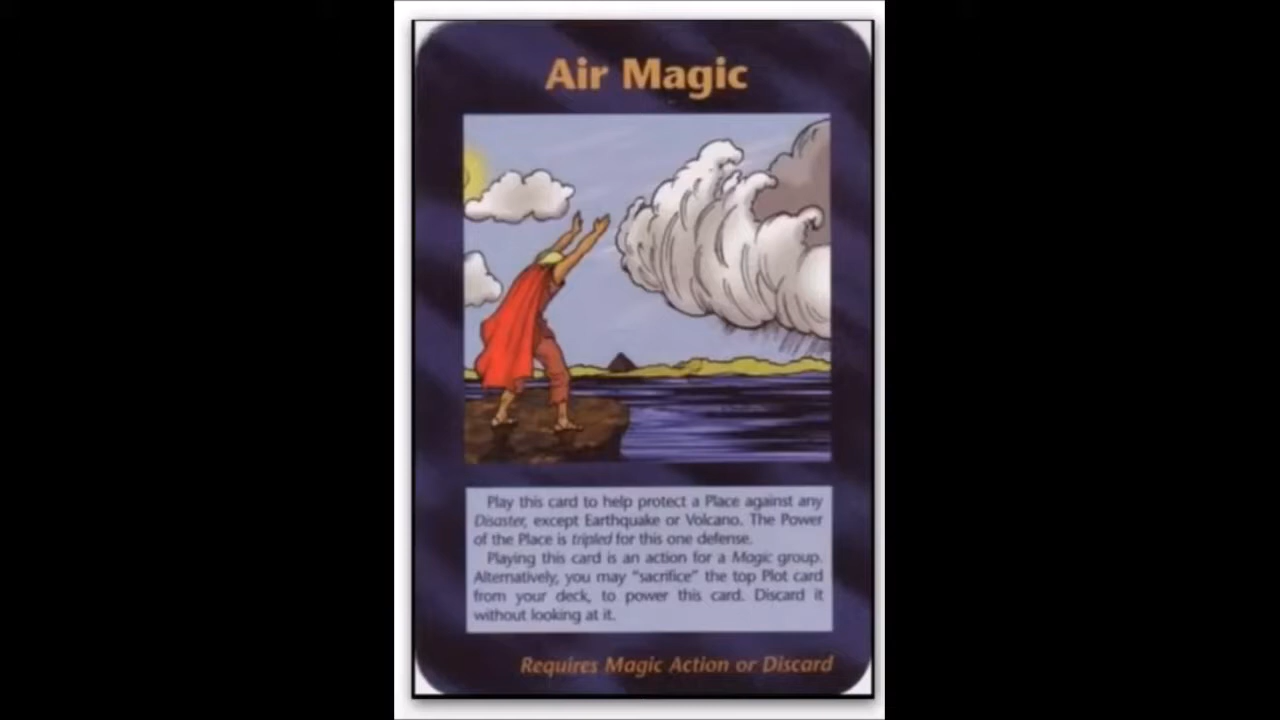 Air Magic
Play this card to help protect a Place against any
Disaster, except Earthquake or Volcano. The Power
of the Place is tripled for this one defense.
Playing this card is an action for a Magic group.
Alternatively, you may “sacrifice” the top Plot card
from your deck, to power this card. Discard it
without looking at it.
Requires Magic Action or Discard